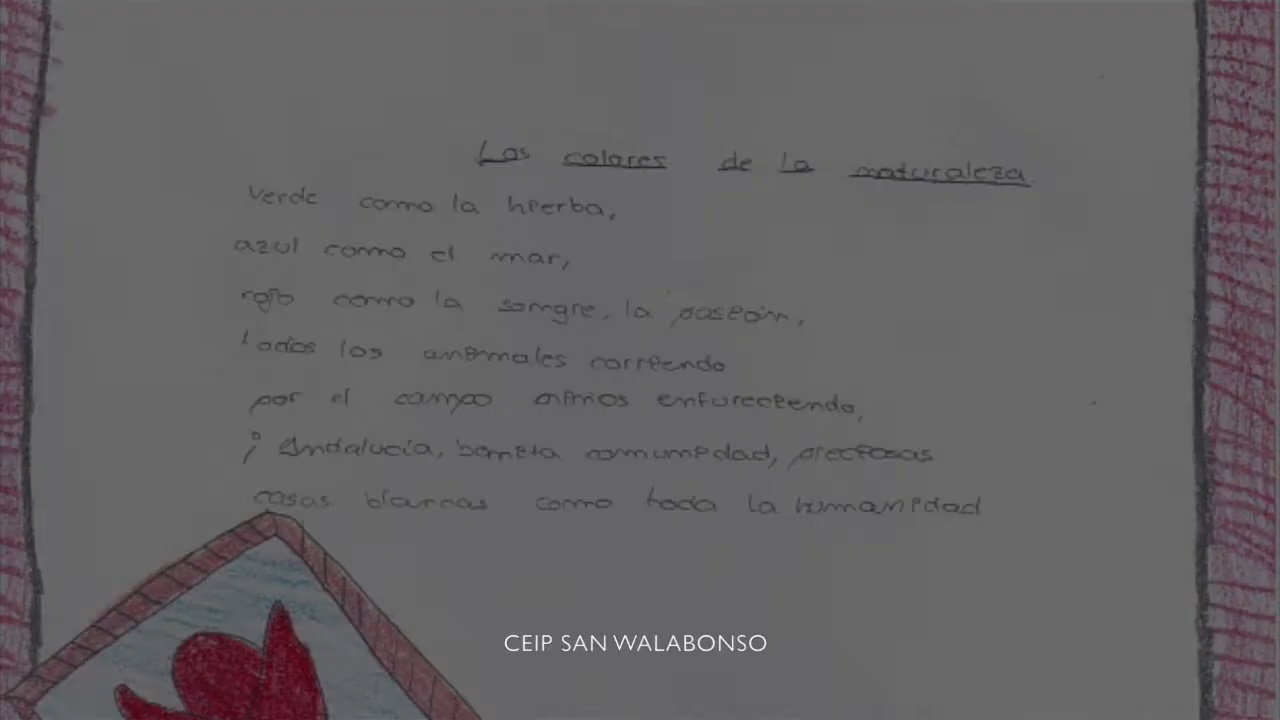 Los colores de la naturaleza
Verde como la hierba,
azul como el mar,
rojo como la sangre, la pasión,
todos los animales corriendo
por el campo niños enfureciendo,
¡ Andalucía, bonita comunidad, preciosas
casas blancas como toda la humanidad
CEIP SAN WALABONSO